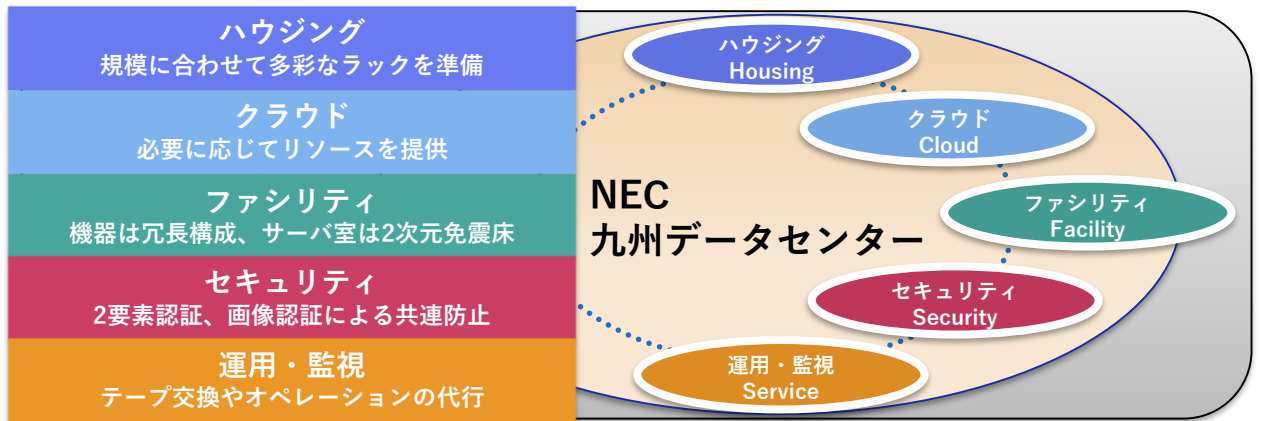 ハウジング
規模に合わせて多彩なラックを準備
クラウド
必要に応じてリソースを提供
ファシリティ
機器は冗長構成、サーバ室は2次元免震床
セキュリティ
2要素認証、画像認証による共連防止
運用・監視
テープ交換やオペレーションの代行
NEC
九州データセンター
ハウジング
Housing
クラウド
Cloud
ファシリティ
Facility
セキュリティ
Security
運用・監視
Service